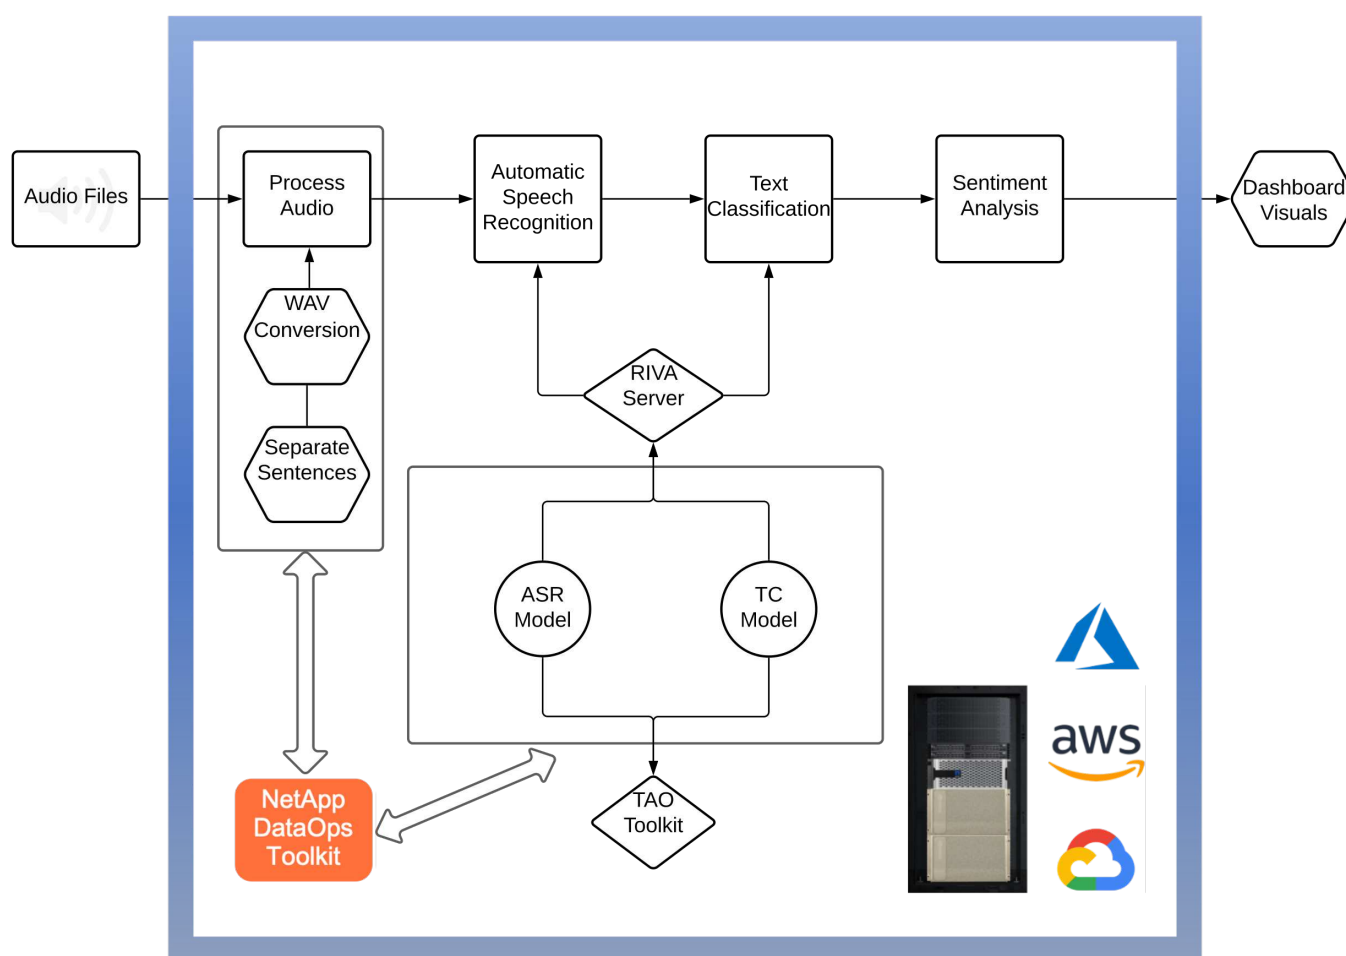 Audio Files
Process
Audio
Automatic
Speech
Recognition
Text
Classification
Sentiment
Analysis
Dashboard
Visuals
WAV
Conversion
Separate
Sentences
RIVA
Server
ASR
Model
TC
Model
NetApp
DataOps
Toolkit
TAO
Toolkit
aws